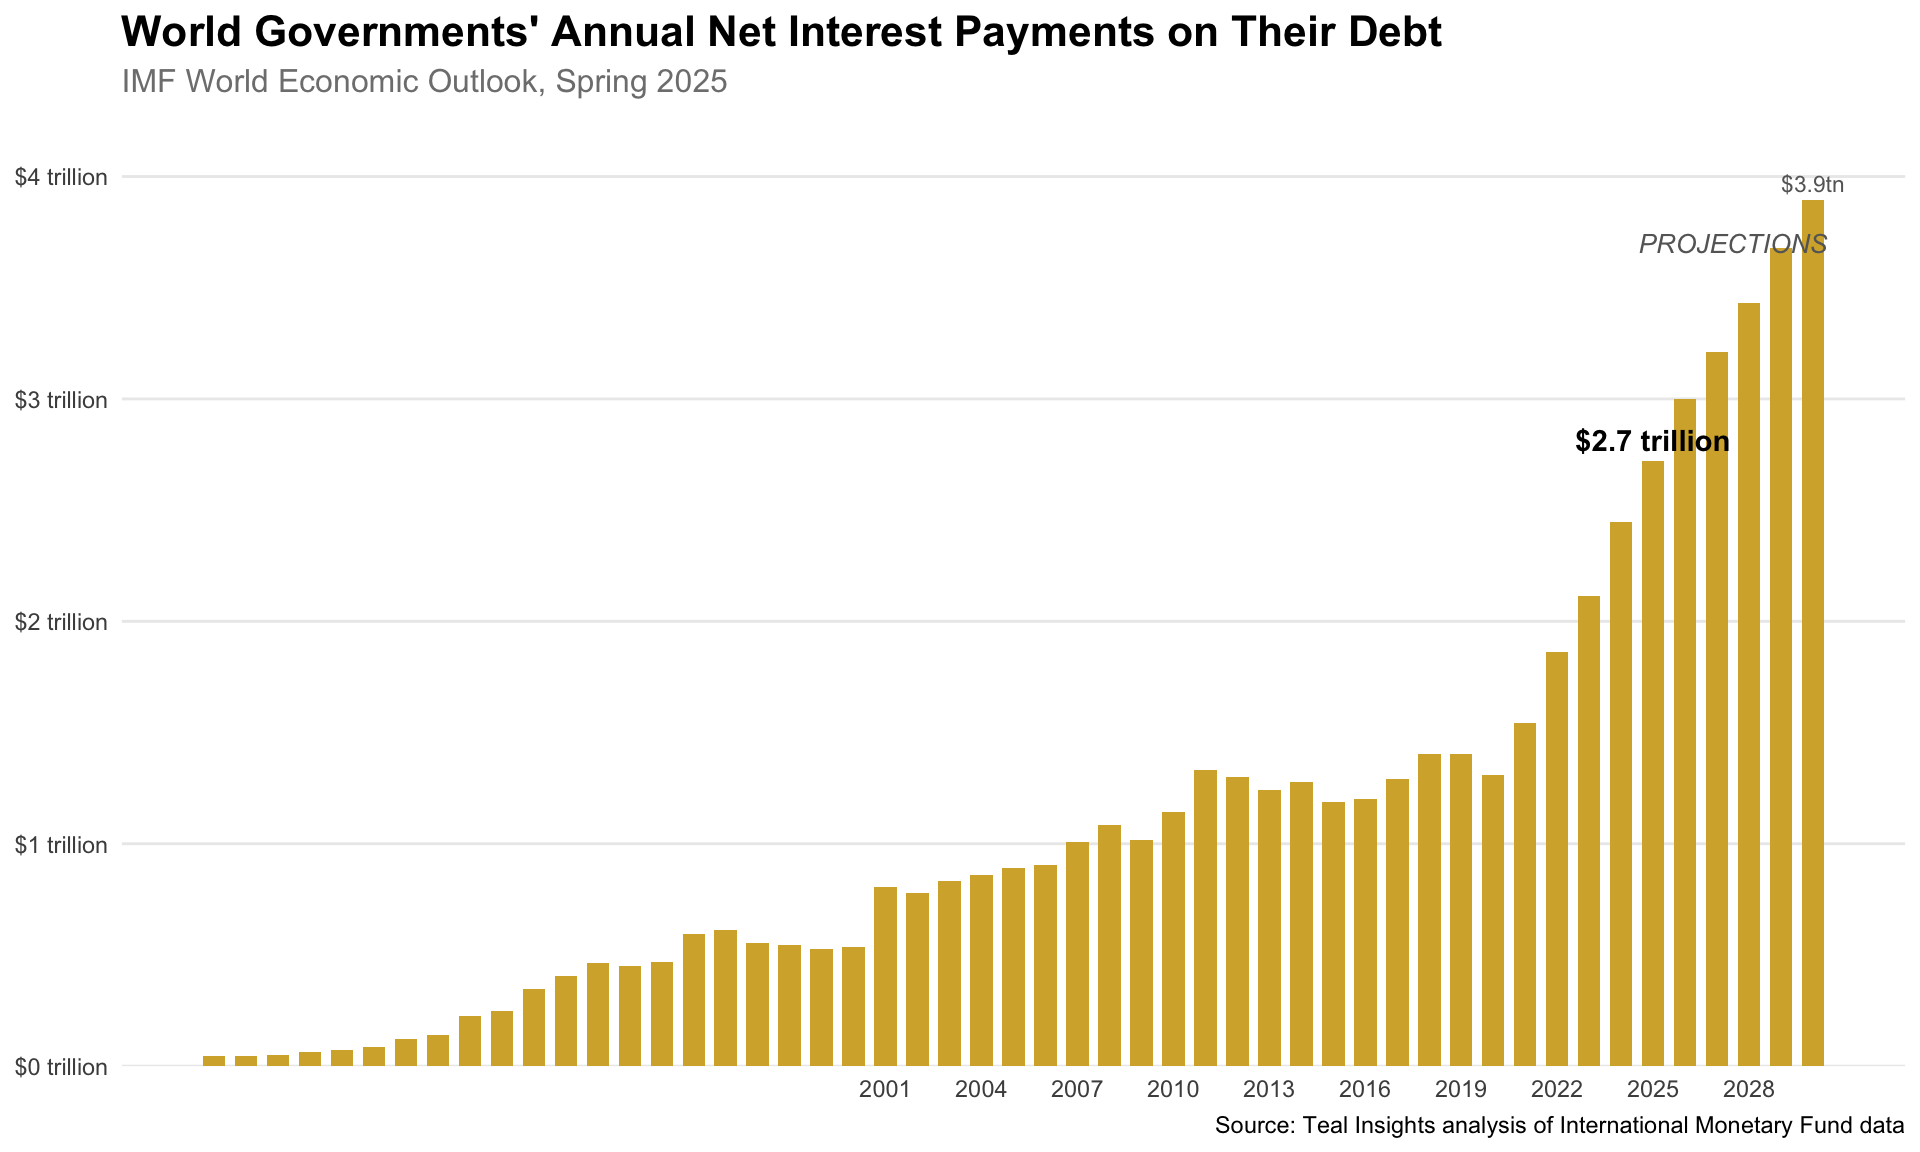 World Governments' Annual Net Interest Payments on Their Debt
IMF World Economic Outlook, Spring 2025
$4 trillion
$3.9tn
PROJECTIONS
$3 trillion
$2.7 trillion
$2 trillion
$1 trillion
$0 trillion
2001 2004 2007 2010 2013 2016 2019 2022 2025 2028
Source: Teal Insights analysis of International Monetary Fund data